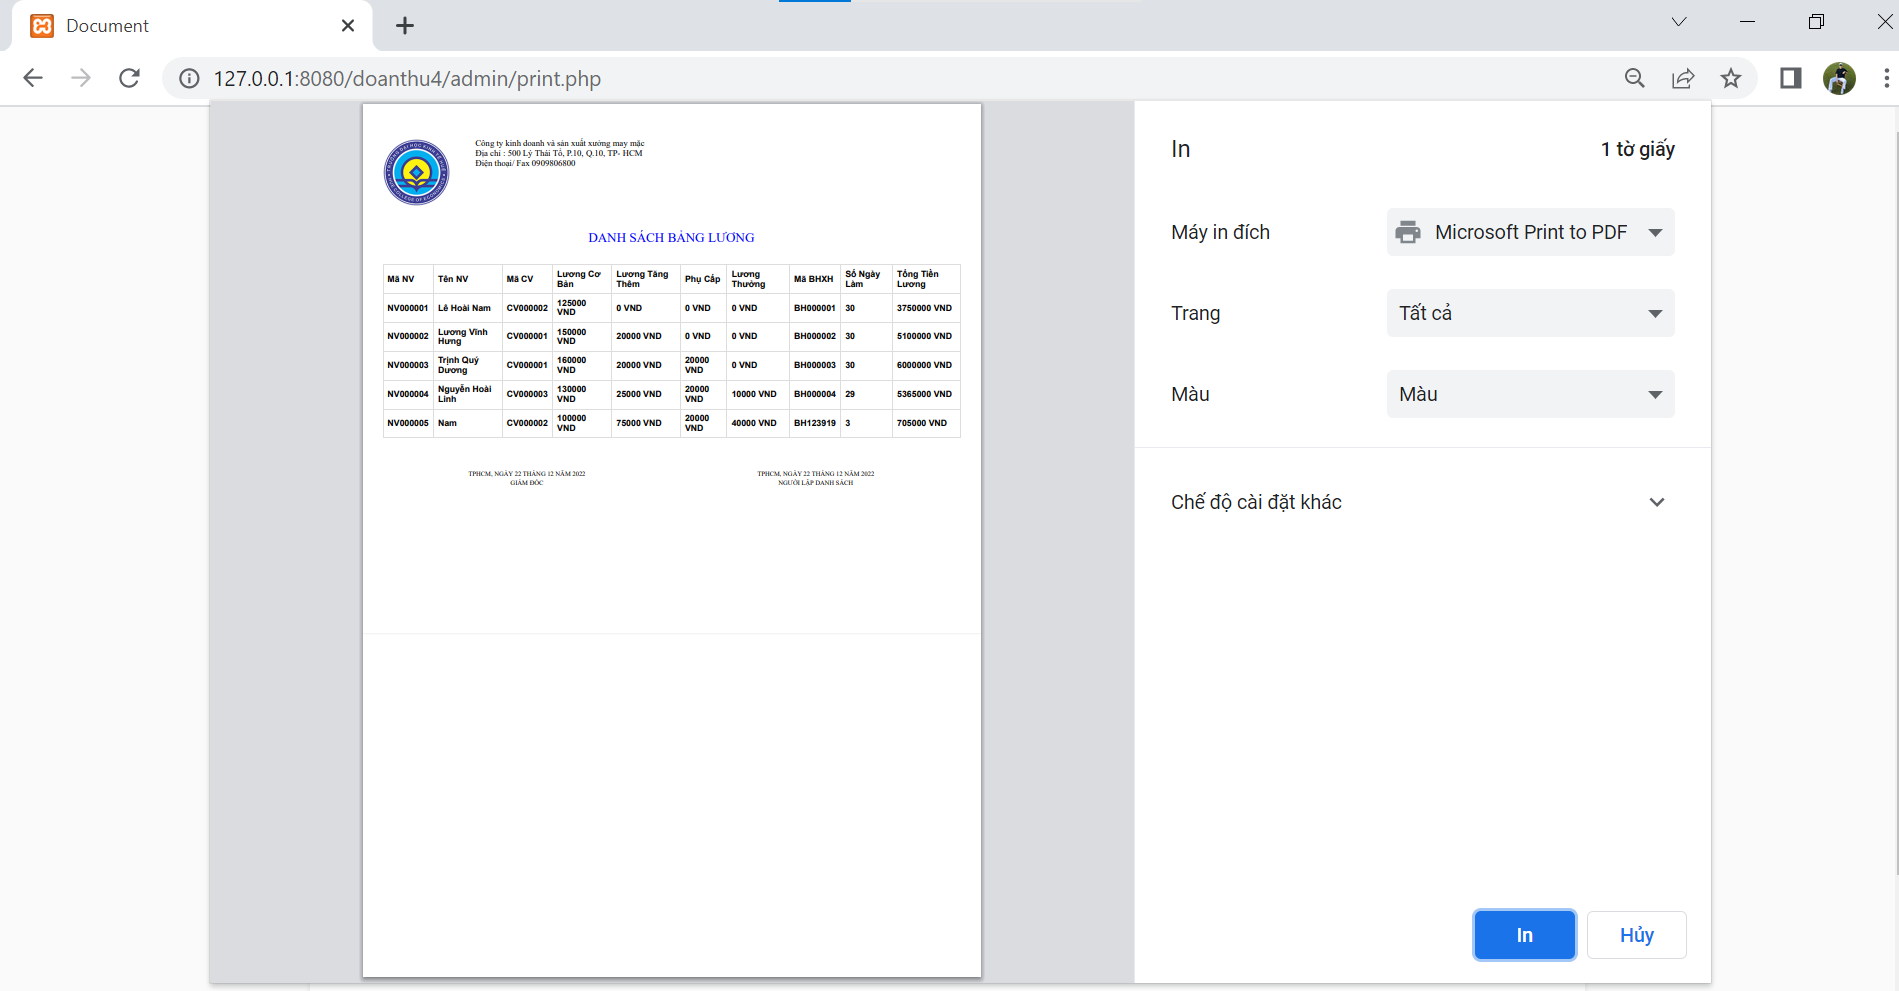 Document
127.0.0.1:8080/doanthu4/admin/print.php
Công ty kinh doanh và sản xuất xưởng may mặc
Địa chỉ : 500 Lý Thái Tổ, P.10, Q.10, TP- HCM
Điện thoại/ Fax 0909806800
DANH SÁCH BẢNG LƯƠNG
Mã NV Tên NV Mã CV Lương Cơ Bản Lương Tăng Thêm Phụ Cấp Lương Thưởng Mã BHXH Số Ngày Làm Tổng Tiền Lương
NV000001 Lê Hoài Nam CV000002 125000 VND 0 VND 0 VND 0 VND BH000001 30 3750000 VND
NV000002 Lương Vĩnh Hưng CV000001 150000 VND 20000 VND 0 VND 0 VND BH000002 30 5100000 VND
NV000003 Trịnh Quý Dương CV000001 160000 VND 20000 VND 20000 VND 0 VND BH000003 30 6000000 VND
NV000004 Nguyễn Hoài Linh CV000003 130000 VND 25000 VND 20000 VND 10000 VND BH000004 29 5365000 VND
NV000005 Nam CV000002 100000 VND 75000 VND 20000 VND 40000 VND BH123919 3 705000 VND
TPHCM, NGÀY 22 THÁNG 12 NĂM 2022
GIÁM ĐỐC
TPHCM, NGÀY 22 THÁNG 12 NĂM 2022
NGƯỜI LẬP DANH SÁCH
In
1 tờ giấy
Máy in đích
Microsoft Print to PDF
Trang
Tất cả
Màu
Màu
Chế độ cài đặt khác
In
Hủy